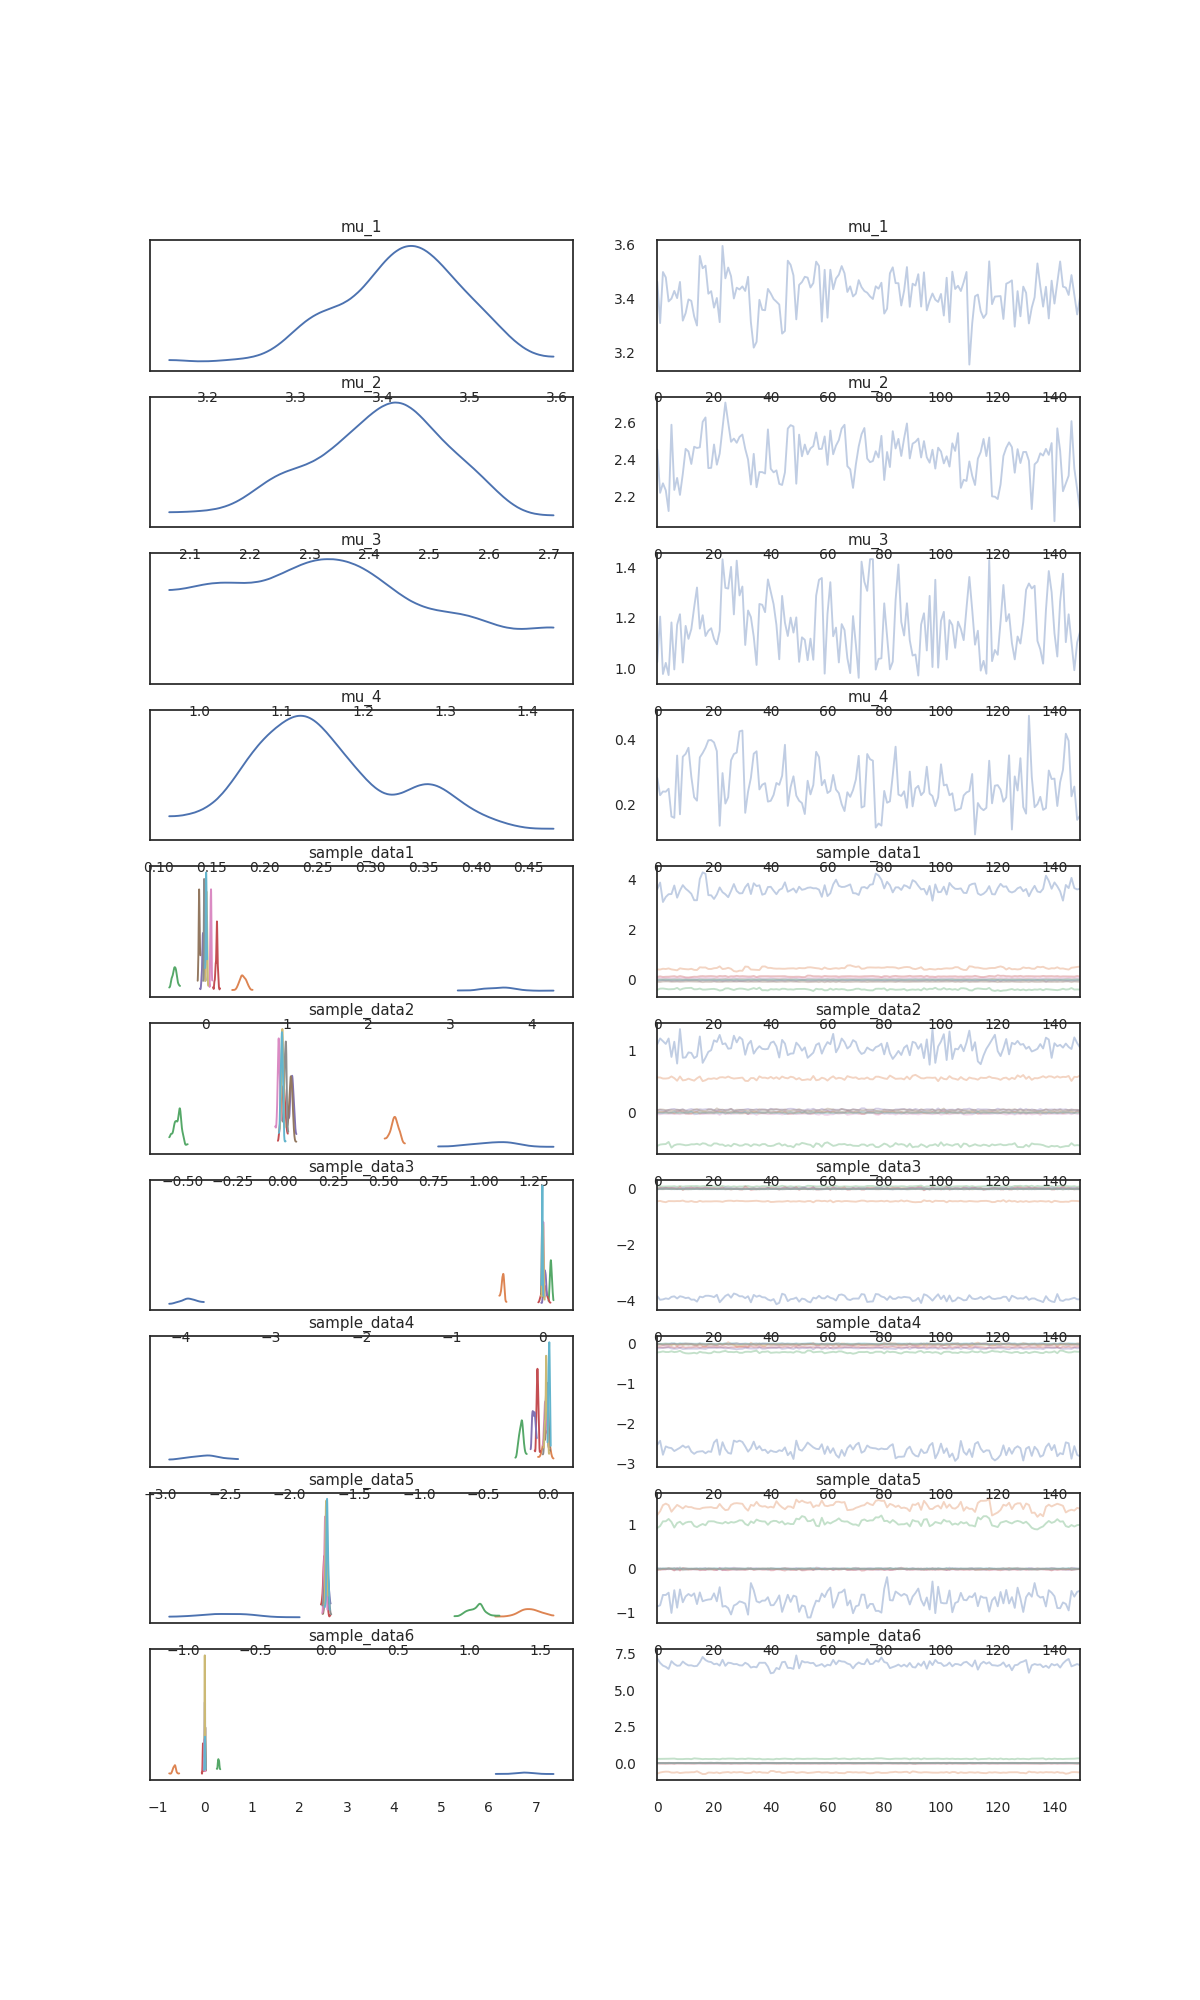 mu_1 mu_1
3.6
3.4
3.2
mu_2 mu_2
3.2 3.3 3.4 3.5 3.6 0 20 40 60 80 100 120 140
2.6
2.4
2.2
mu_3 mu_3
2.1 2.2 2.3 2.4 2.5 2.6 2.7 0 20 40 60 80 100 120 140
1.4
1.2
1.0
mu_4 mu_4
1.0 1.1 1.2 1.3 1.4 0 20 40 60 80 100 120 140
0.4
0.2
sample_data1 sample_data1
0.10 0.15 0.20 0.25 0.30 0.35 0.40 0.45 0 20 40 60 80 100 120 140
4
2
0
sample_data2 sample_data2
0 1 2 3 4 0 20 40 60 80 100 120 140
1
0
sample_data3 sample_data3
−0.50 −0.25 0.00 0.25 0.50 0.75 1.00 1.25 0 20 40 60 80 100 120 140
0
−2
−4
sample_data4 sample_data4
−4 −3 −2 −1 0 0 20 40 60 80 100 120 140
0
−1
−2
−3
sample_data5 sample_data5
−3.0 −2.5 −2.0 −1.5 −1.0 −0.5 0.0 0 20 40 60 80 100 120 140
1
0
−1
sample_data6 sample_data6
−1.0 −0.5 0.0 0.5 1.0 1.5 0 20 40 60 80 100 120 140
7.5
5.0
2.5
0.0
−1 0 1 2 3 4 5 6 7 0 20 40 60 80 100 120 140